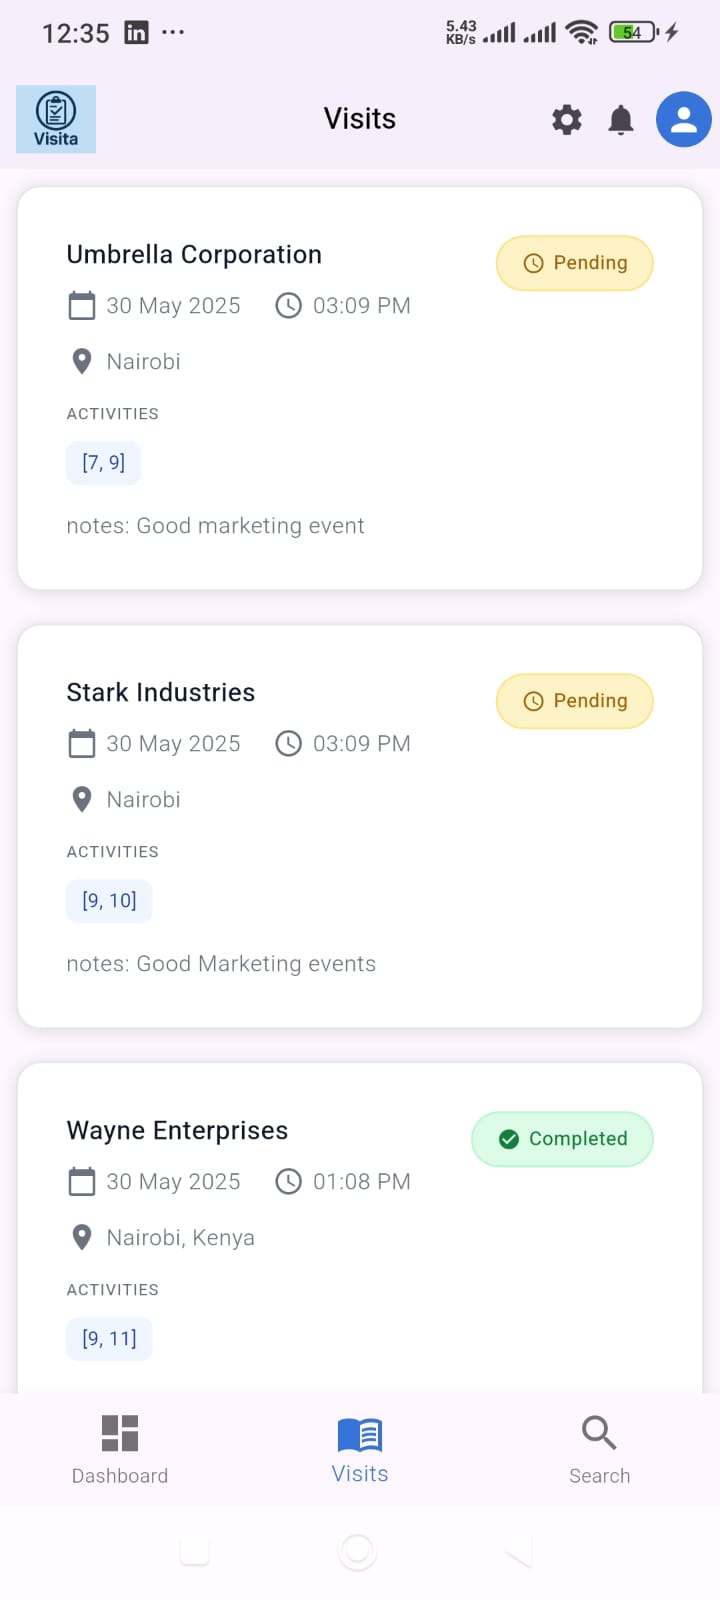 12:35 in ... 5.43 KB/s 54
Visita
Visits
Umbrella Corporation
Pending
30 May 2025 03:09 PM
Nairobi
ACTIVITIES
[7, 9]
notes: Good marketing event
Stark Industries
Pending
30 May 2025 03:09 PM
Nairobi
ACTIVITIES
[9, 10]
notes: Good Marketing events
Wayne Enterprises
Completed
30 May 2025 01:08 PM
Nairobi, Kenya
ACTIVITIES
[9, 11]
Dashboard Visits Search